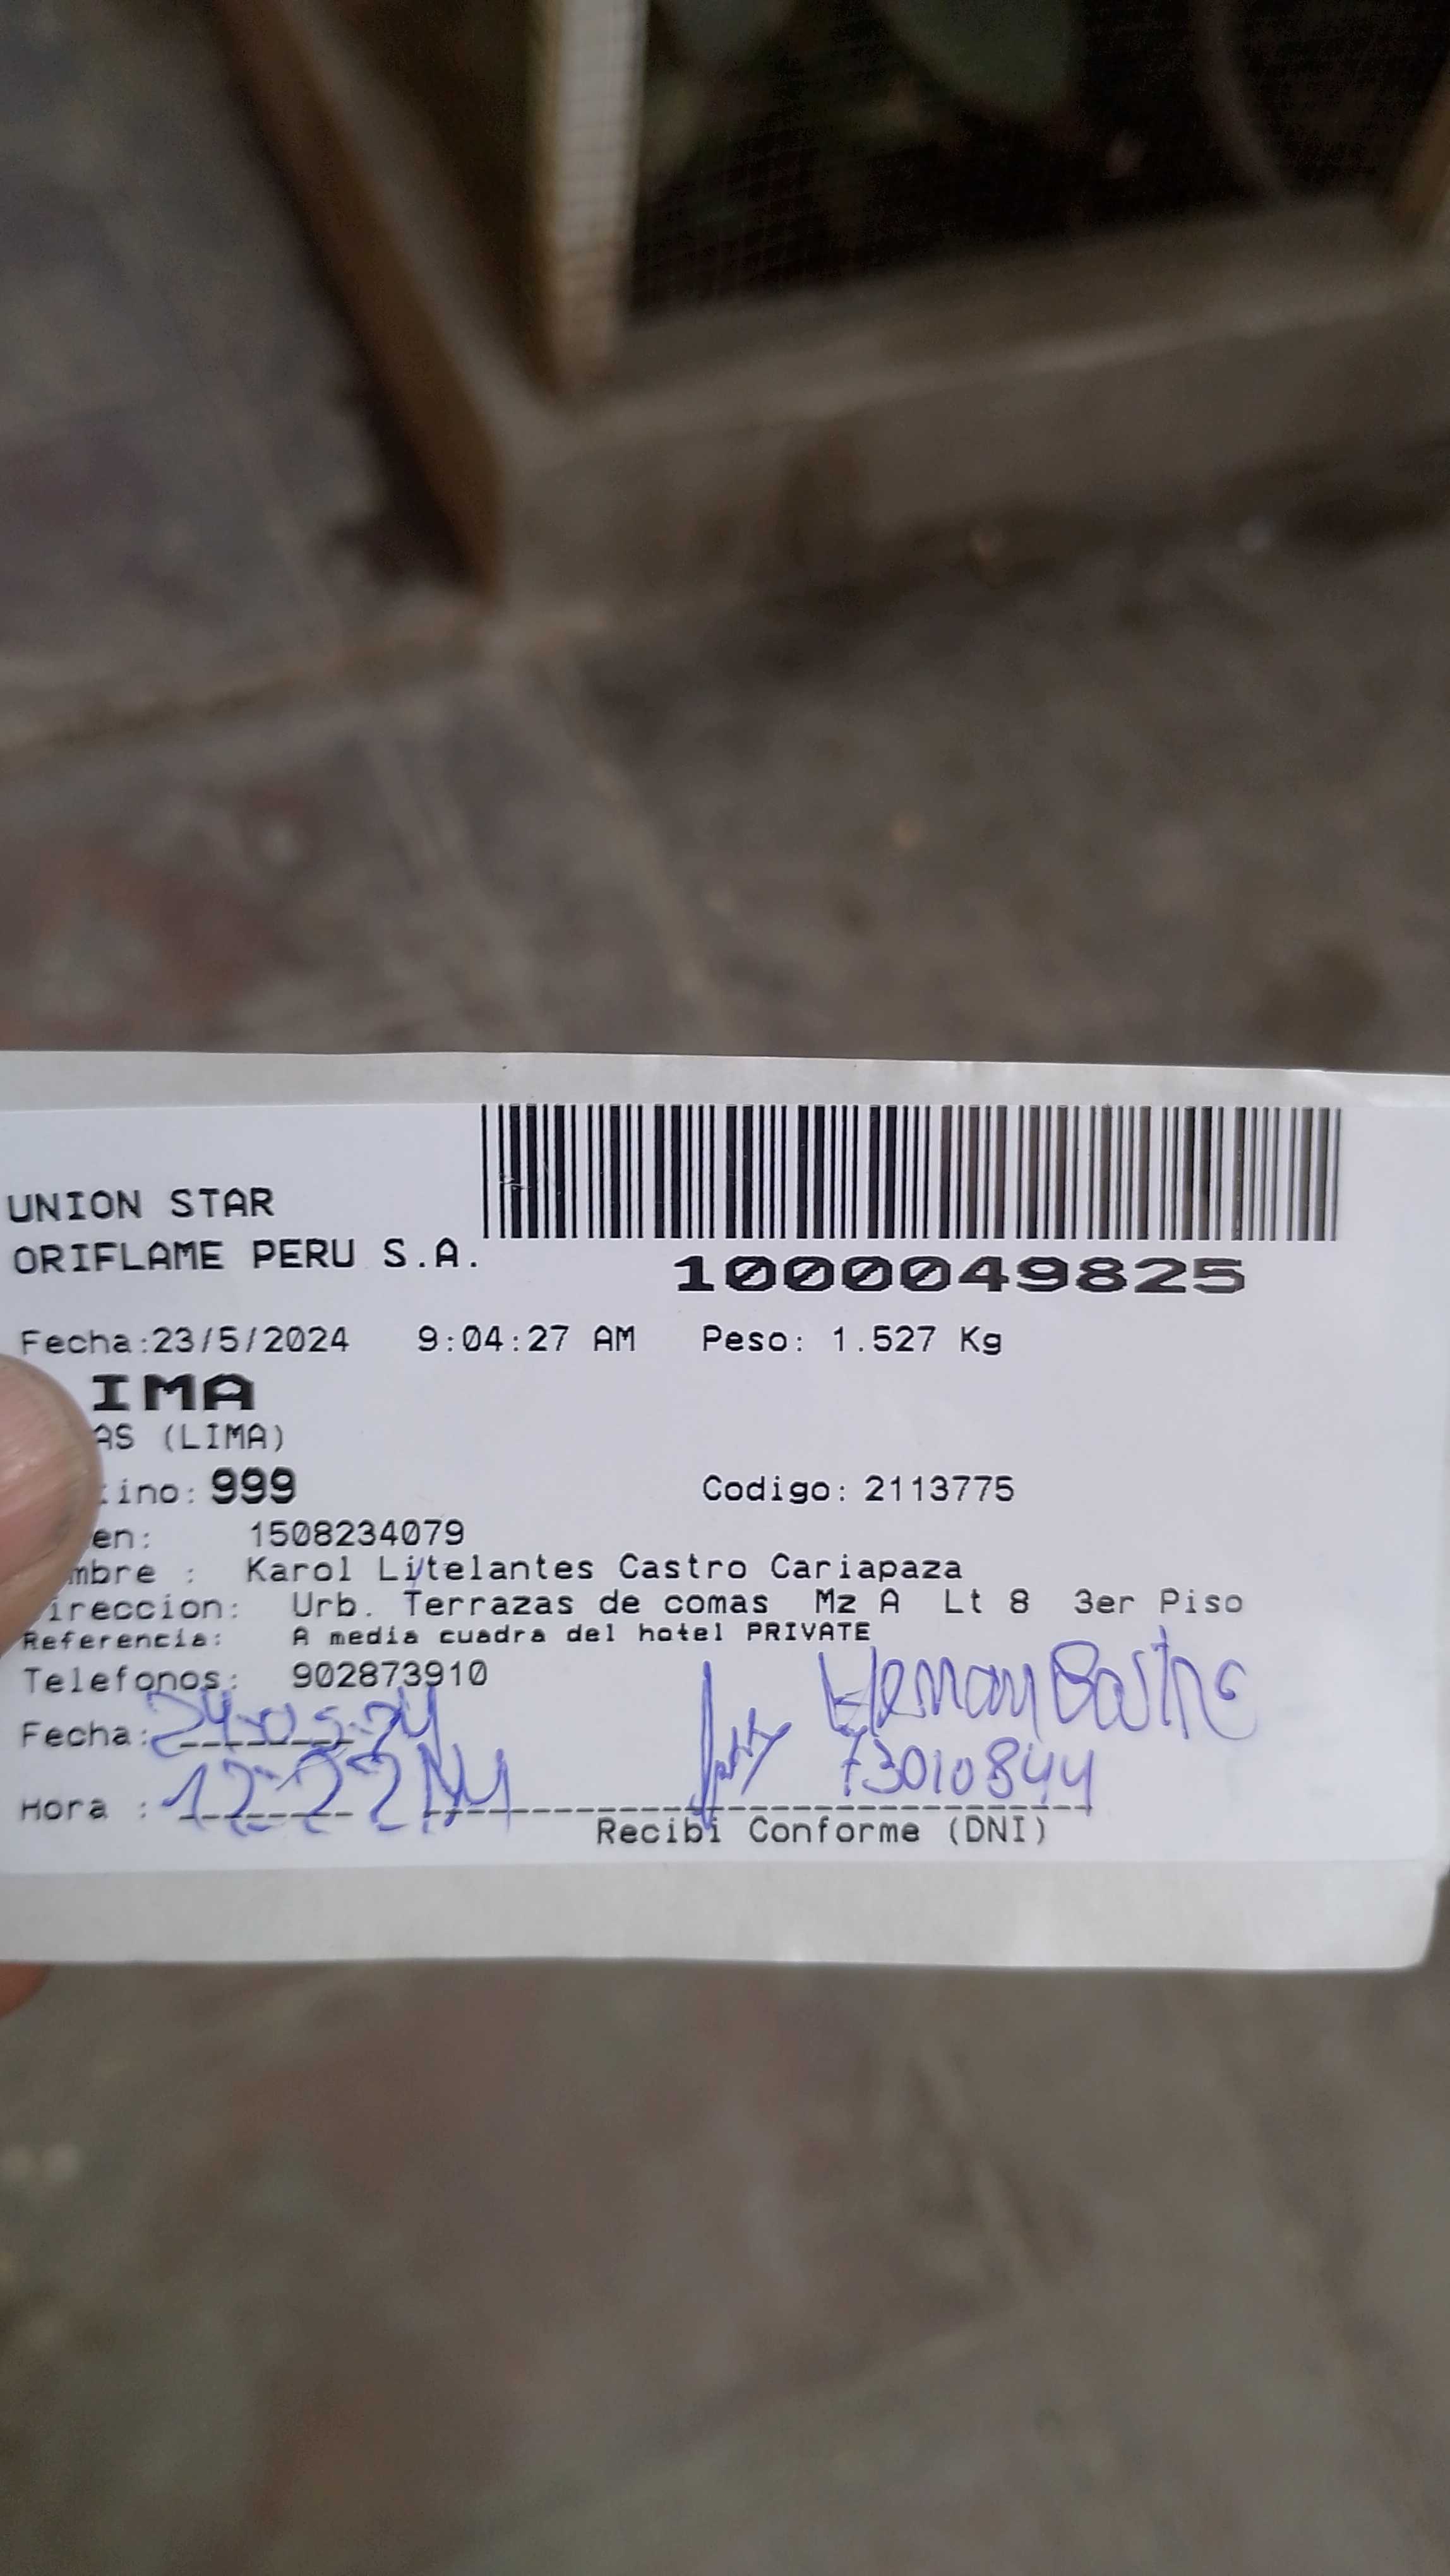 UNION STAR
ORIFLAME PERU S.A.
1000049825
Fecha:23/5/2024 9:04:27 AM Peso: 1.527 Kg
IMA
AS (LIMA)
ino: 999 Codigo: 2113775
en: 1508234079
mbre : Karol Litelantes Castro Cariapaza
ireccion: Urb. Terrazas de comas Mz A Lt 8 3er Piso
Referencia: A media cuadra del hotel PRIVATE
Telefonos: 902873910
Hernan Castro
Fecha: 24-05-24
73010844
Hora : 12:22
Recibi Conforme (DNI)